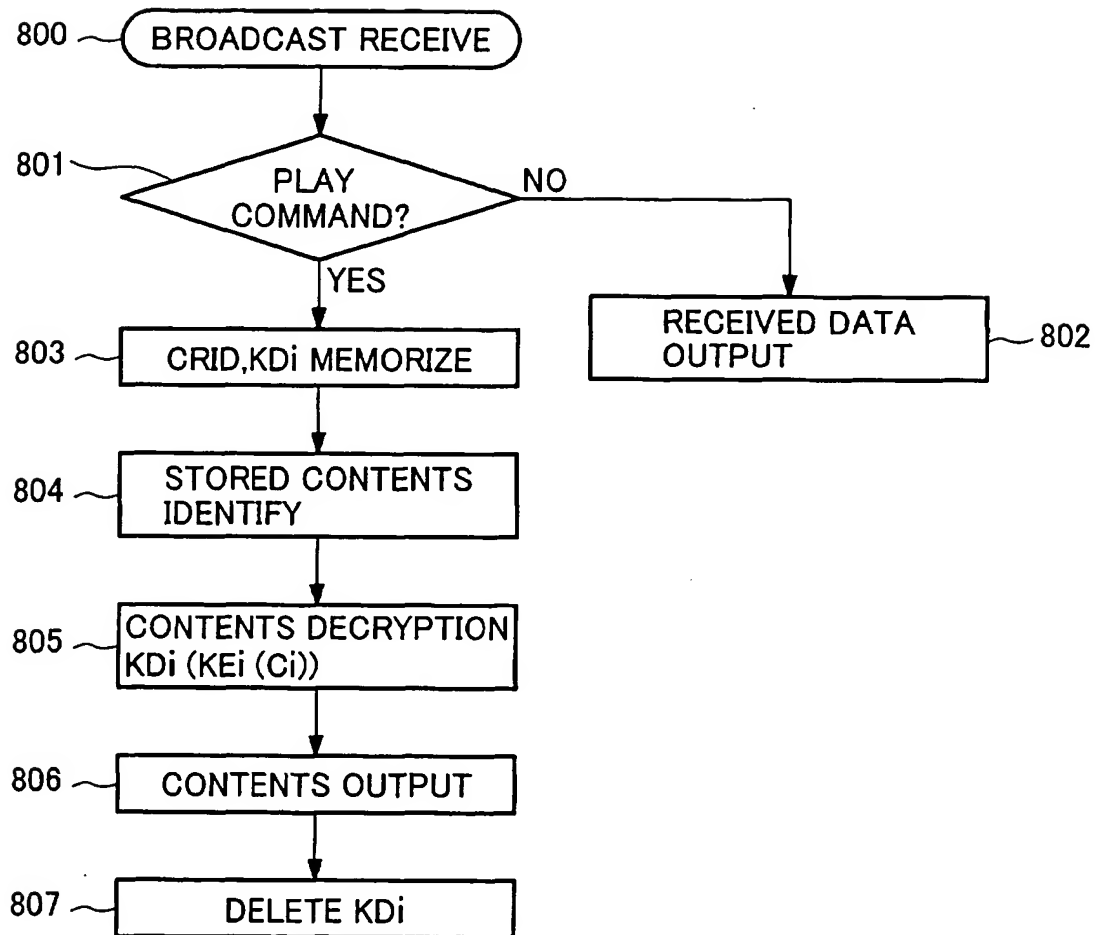 800
BROADCAST RECEIVE
801
PLAY
COMMAND?
NO
YES
RECEIVED DATA
OUTPUT
802
803
CRID,KDi MEMORIZE
804
STORED CONTENTS
IDENTIFY
805
CONTENTS DECRYPTION
KDi (KEi (Ci))
806
CONTENTS OUTPUT
807
DELETE KDi